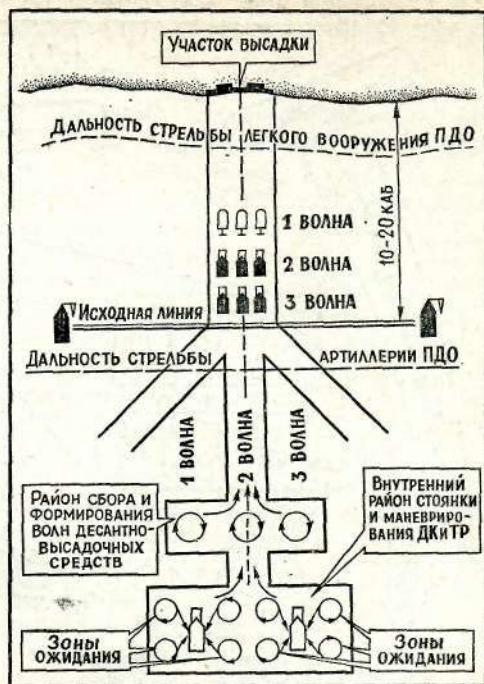 УЧАСТОК ВЫСАДКИ
ДАЛЬНОСТЬ СТРЕЛЬБЫ ЛЕГКОГО ВООРУЖЕНИЯ ПДО
10-20 КАБ
1 ВОЛНА
2 ВОЛНА
3 ВОЛНА
ИСХОДНАЯ ЛИНИЯ
ДАЛЬНОСТЬ СТРЕЛЬБЫ АРТИЛЛЕРИИ ПДО
1 ВОЛНА
2 ВОЛНА
3 ВОЛНА
РАЙОН СБОРА И
ФОРМИРОВАНИЯ
ВОЛН ДЕСАНТНО-
ВЫСАДОЧНЫХ
СРЕДСТВ
ВНУТРЕННИЙ
РАЙОН СТОЯНКИ
И МАНЕВРИРО-
ВАНИЯ ДК И ТР
ЗОНЫ
ОЖИДАНИЯ
ЗОНЫ
ОЖИДАНИЯ